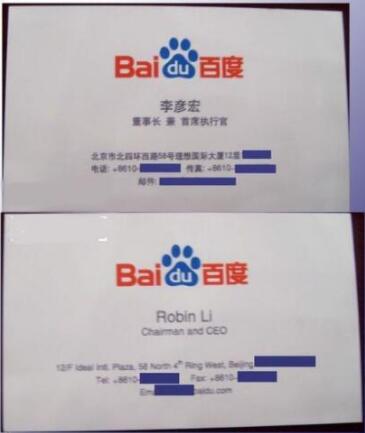 Bai du 百度
李彦宏
董事长 兼 首席执行官
北京市北四环西路58号理想国际大厦12层
电话: +8610- 传真: +8610-
邮件:
Bai du 百度
Robin Li
Chairman and CEO
12/F Ideal Intl. Plaza, 58 North 4th Ring West, Beijing
Tel: +8610- Fax: +8610-
Em baidu.com